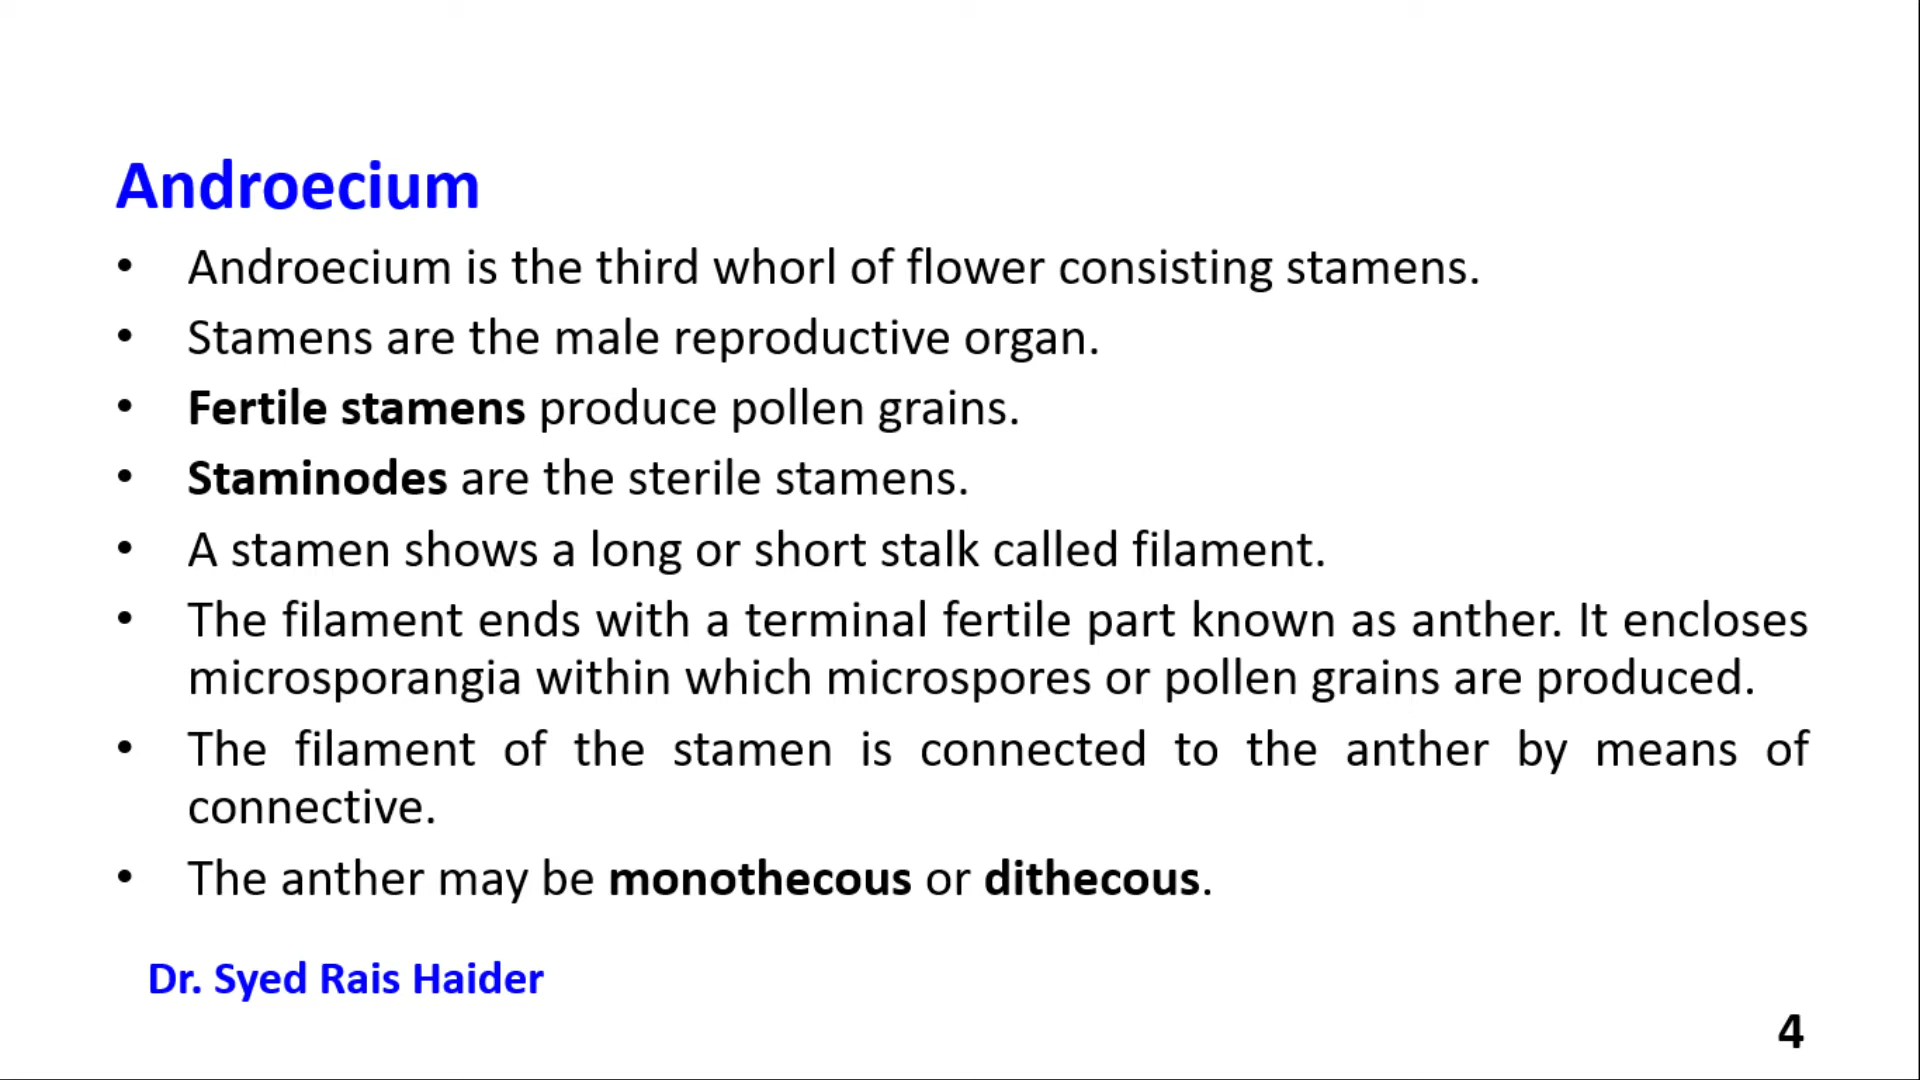 Androecium
• Androecium is the third whorl of flower consisting stamens.
• Stamens are the male reproductive organ.
• Fertile stamens produce pollen grains.
• Staminodes are the sterile stamens.
• A stamen shows a long or short stalk called filament.
• The filament ends with a terminal fertile part known as anther. It encloses
microsporangia within which microspores or pollen grains are produced.
• The filament of the stamen is connected to the anther by means of
connective.
• The anther may be monothecous or dithecous.
Dr. Syed Rais Haider
4